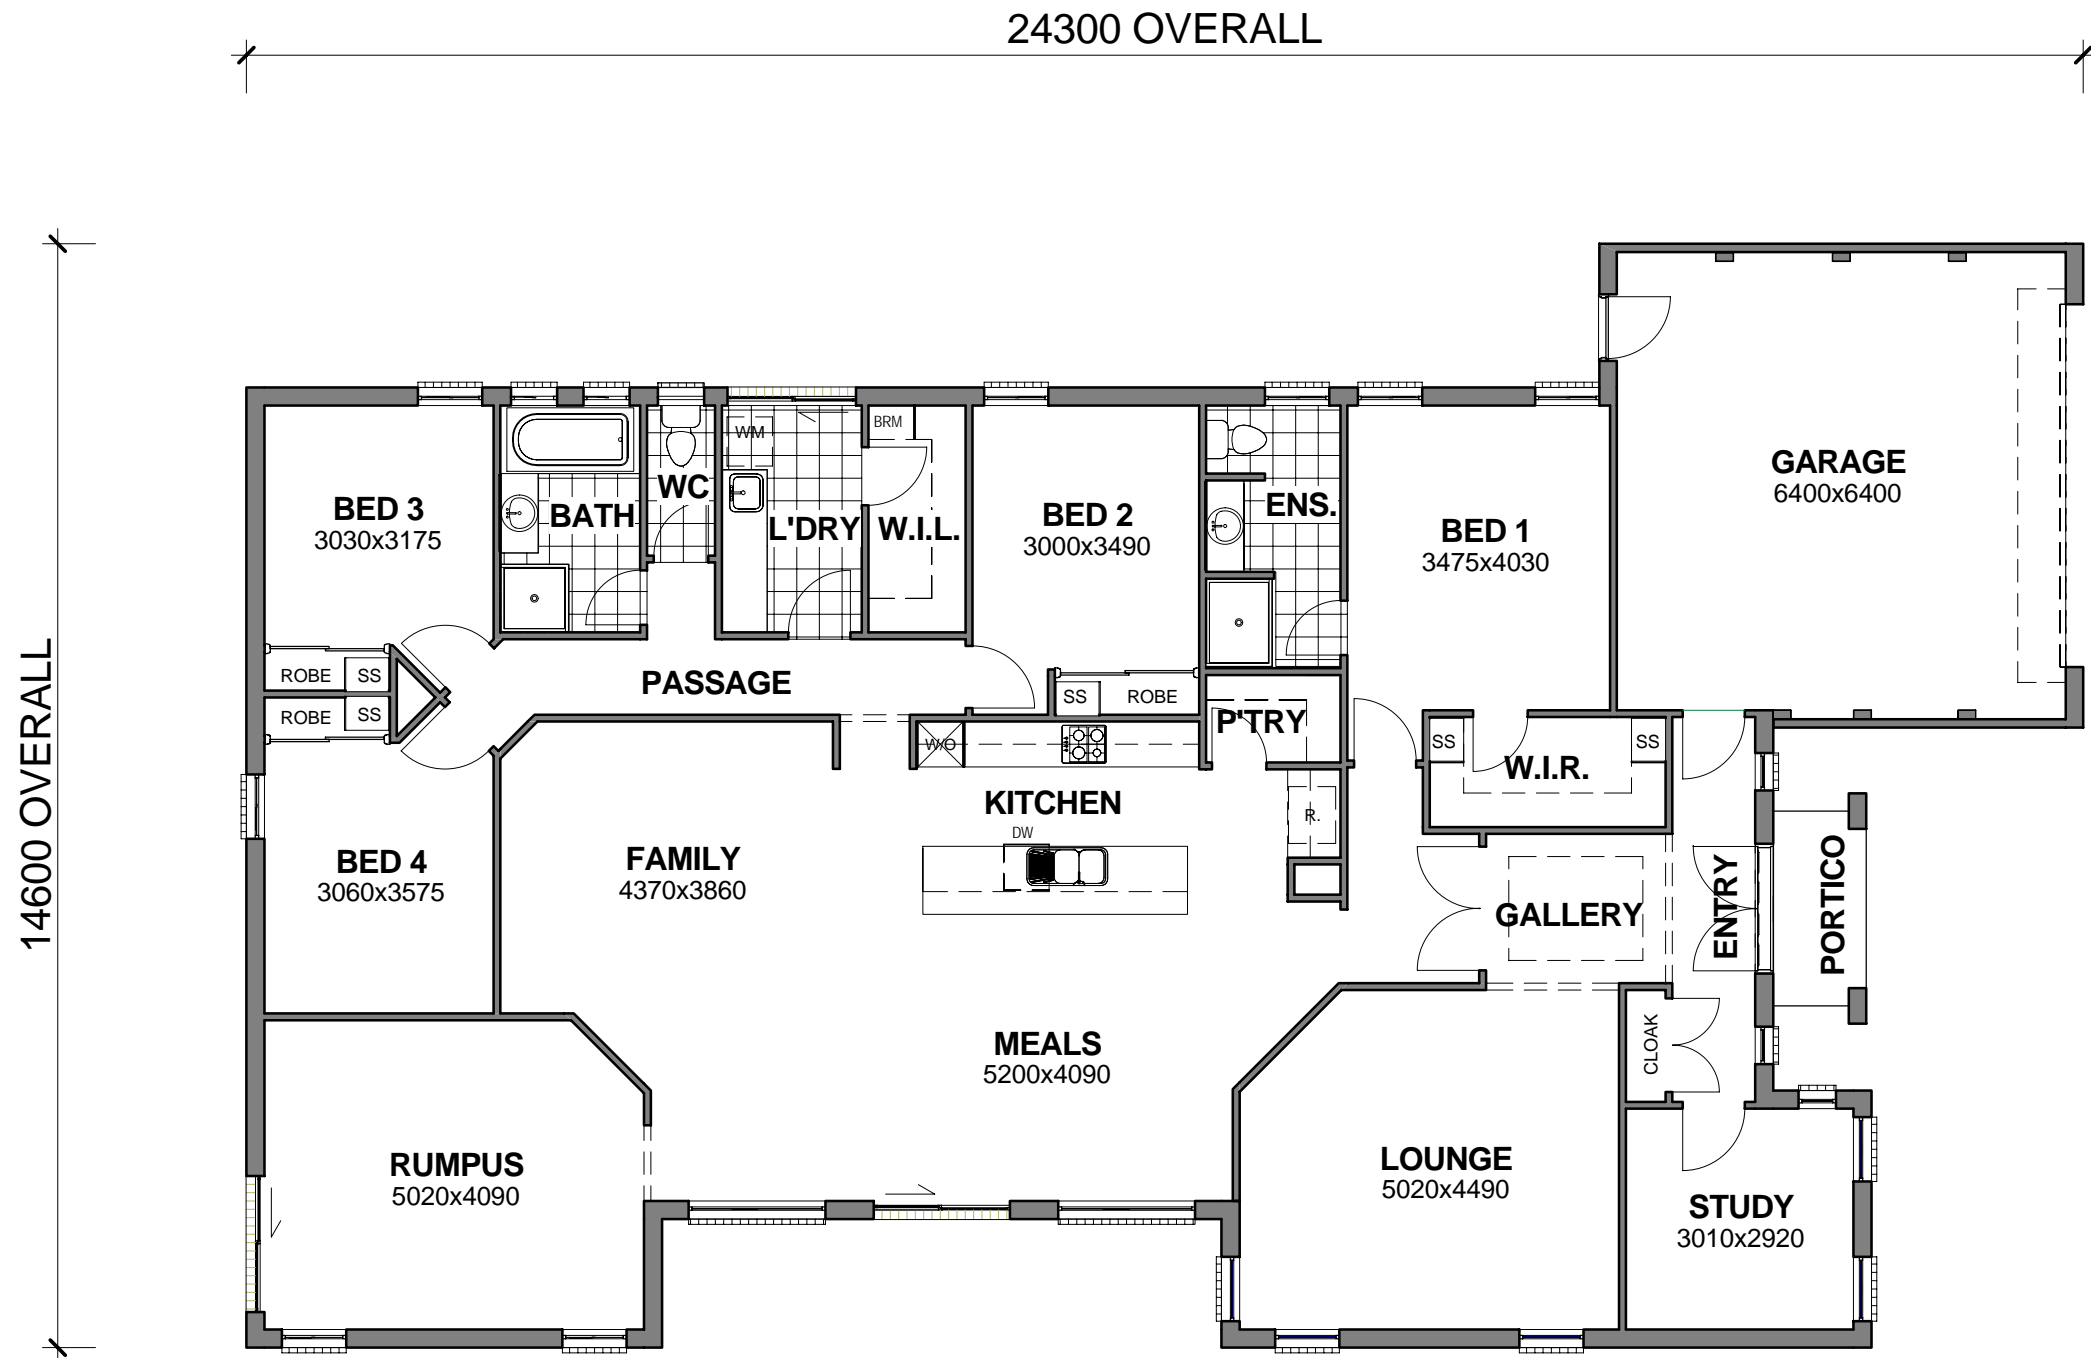 24300 OVERALL
14600 OVERALL
GARAGE
6400x6400
BED 3
3030x3175
BATH
WC
WM
L'DRY
BRM
W.I.L.
BED 2
3000x3490
ENS.
BED 1
3475x4030
ROBE
SS
ROBE
SS
PASSAGE
SS
ROBE
P'TRY
W/O
SS
SS
W.I.R.
KITCHEN
DW
R.
BED 4
3060x3575
FAMILY
4370x3860
GALLERY
ENTRY
PORTICO
MEALS
5200x4090
CLOAK
RUMPUS
5020x4090
LOUNGE
5020x4490
STUDY
3010x2920